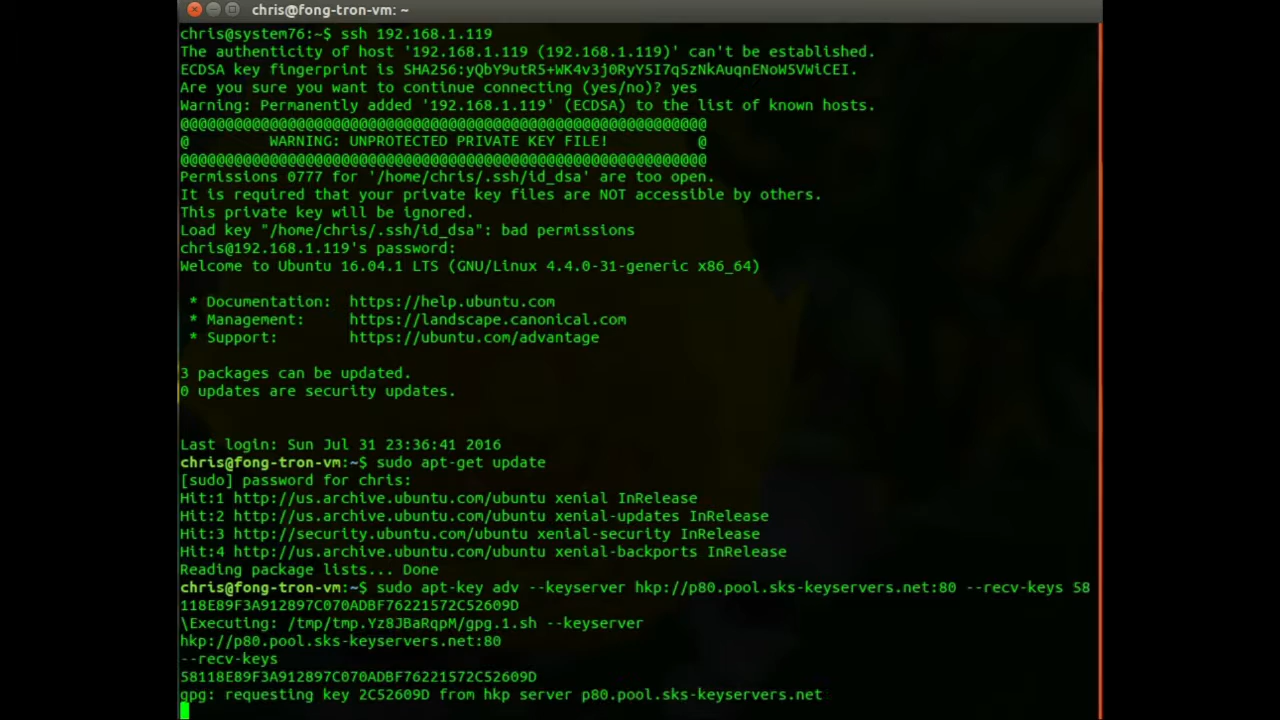 chris@fong-tron-vm: ~
chris@system76:~$ ssh 192.168.1.119
The authenticity of host '192.168.1.119 (192.168.1.119)' can't be established.
ECDSA key fingerprint is SHA256:yQbY9utR5+WK4v3j0RyY5I7q5zNkAuqnENoW5VWiCEI.
Are you sure you want to continue connecting (yes/no)? yes
Warning: Permanently added '192.168.1.119' (ECDSA) to the list of known hosts.
@@@@@@@@@@@@@@@@@@@@@@@@@@@@@@@@@@@@@@@@@@@@@@@@@@@@@@@@@@@
@         WARNING: UNPROTECTED PRIVATE KEY FILE!          @
@@@@@@@@@@@@@@@@@@@@@@@@@@@@@@@@@@@@@@@@@@@@@@@@@@@@@@@@@@@
Permissions 0777 for '/home/chris/.ssh/id_dsa' are too open.
It is required that your private key files are NOT accessible by others.
This private key will be ignored.
Load key "/home/chris/.ssh/id_dsa": bad permissions
chris@192.168.1.119's password:
Welcome to Ubuntu 16.04.1 LTS (GNU/Linux 4.4.0-31-generic x86_64)
 * Documentation:  https://help.ubuntu.com
 * Management:     https://landscape.canonical.com
 * Support:        https://ubuntu.com/advantage
3 packages can be updated.
0 updates are security updates.
Last login: Sun Jul 31 23:36:41 2016
chris@fong-tron-vm:~$ sudo apt-get update
[sudo] password for chris:
Hit:1 http://us.archive.ubuntu.com/ubuntu xenial InRelease
Hit:2 http://us.archive.ubuntu.com/ubuntu xenial-updates InRelease
Hit:3 http://security.ubuntu.com/ubuntu xenial-security InRelease
Hit:4 http://us.archive.ubuntu.com/ubuntu xenial-backports InRelease
Reading package lists... Done
chris@fong-tron-vm:~$ sudo apt-key adv --keyserver hkp://p80.pool.sks-keyservers.net:80 --recv-keys 58
118E89F3A912897C070ADBF76221572C52609D
\Executing: /tmp/tmp.Yz8JBaRqpM/gpg.1.sh --keyserver
hkp://p80.pool.sks-keyservers.net:80
--recv-keys
58118E89F3A912897C070ADBF76221572C52609D
gpg: requesting key 2C52609D from hkp server p80.pool.sks-keyservers.net